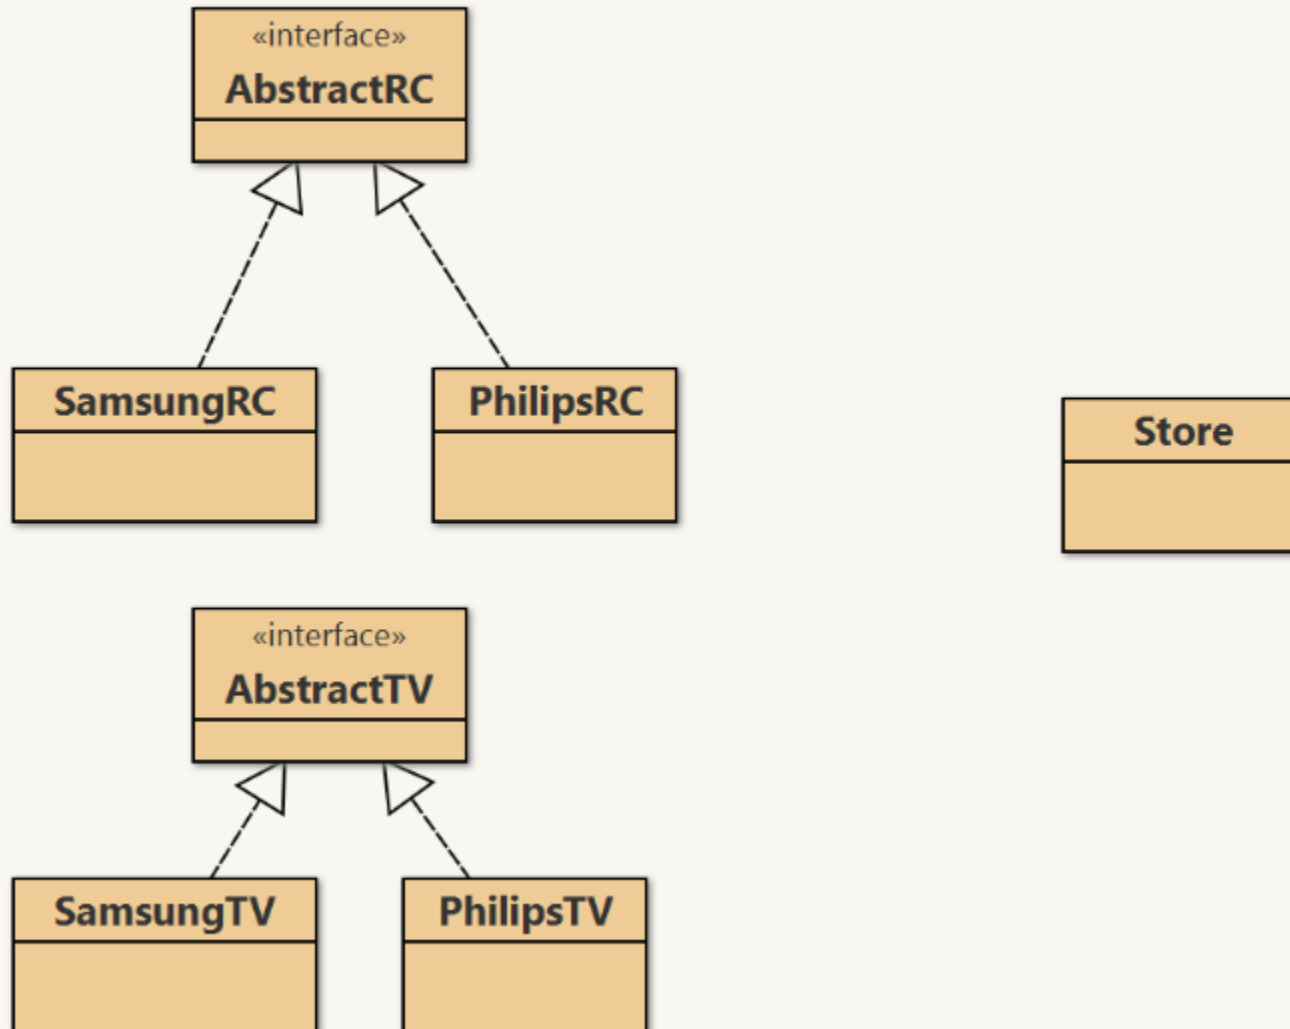 «interface»
AbstractRC
SamsungRC
PhilipsRC
Store
«interface»
AbstractTV
SamsungTV
PhilipsTV